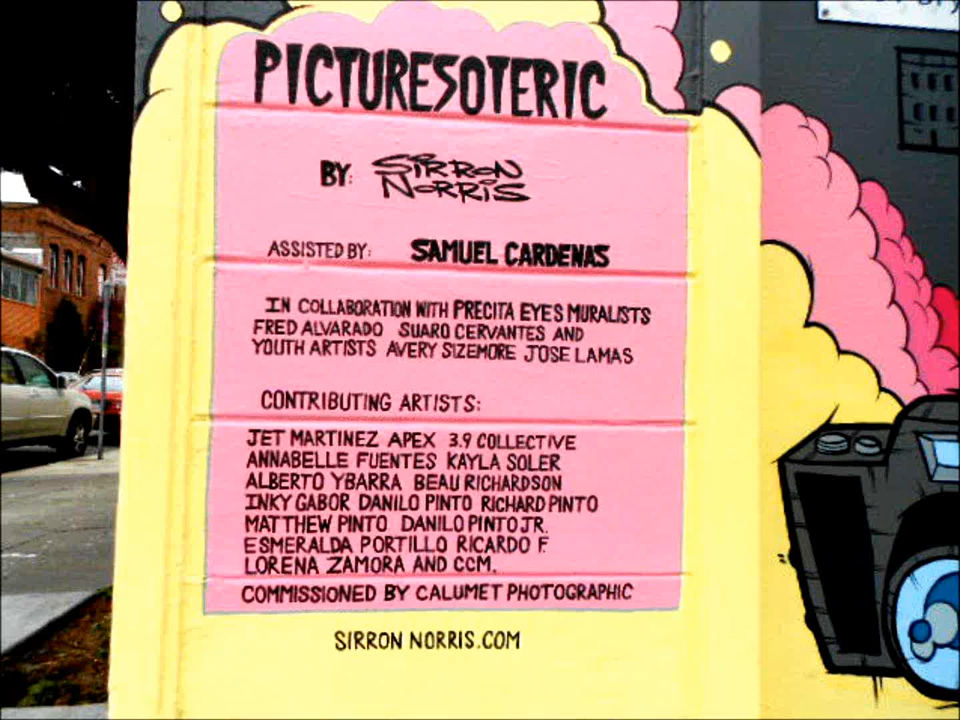 PICTURESOTERIC
BY: SIRRON NORRIS
ASSISTED BY: SAMUEL CARDENAS
IN COLLABORATION WITH PRECITA EYES MURALISTS
FRED ALVARADO SUARO CERVANTES AND
YOUTH ARTISTS AVERY SIZEMORE JOSE LAMAS
CONTRIBUTING ARTISTS:
JET MARTINEZ APEX 3.9 COLLECTIVE
ANNABELLE FUENTES KAYLA SOLER
ALBERTO YBARRA BEAU RICHARDSON
INKY GABOR DANILO PINTO RICHARD PINTO
MATTHEW PINTO DANILO PINTO JR.
ESMERALDA PORTILLO RICARDO F.
LORENA ZAMORA AND CCM.
COMMISSIONED BY CALUMET PHOTOGRAPHIC
SIRRON NORRIS.COM